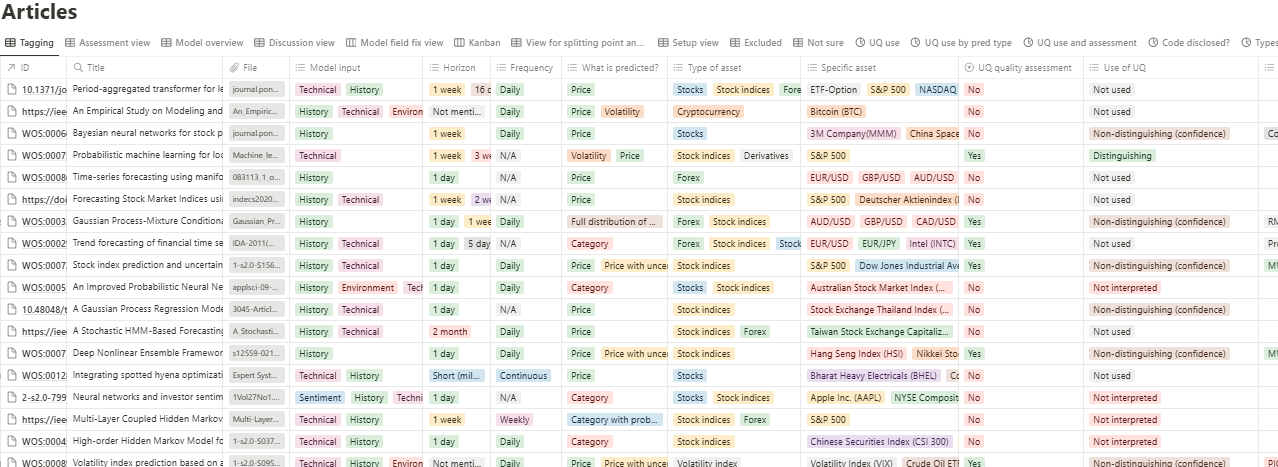 Articles
Tagging Assessment view Model overview Discussion view Model field fix view Kanban View for splitting point an... Setup view Excluded Not sure UQ use UQ use by pred type UQ use and assessment Code disclosed? Types
ID Title File Model input Horizon Frequency What is predicted? Type of asset Specific asset UQ quality assessment Use of UQ
10.1371/jo Period-aggregated transformer for le journal.pon... Technical History 1 week 16 d Daily Price Stocks Stock indices Fore ETF-Option S&P 500 NASDAQ No Not used
https://ieee An Empirical Study on Modeling and An_Empiric... History Technical Environ Not menti... Daily Price Volatility Cryptocurrency Bitcoin (BTC) No Not used
WOS:0006 Bayesian neural networks for stock p journal.pon... History 1 week Daily Price Stocks 3M Company(MMM) China Space No Non-distinguishing (confidence) Co
WOS:0007 Probabilistic machine learning for loc Machine_le... Technical 1 week 3 we N/A Volatility Price Stock indices Derivatives S&P 500 Yes Distinguishing
WOS:0008 Time-series forecasting using manifo 083113_1_o... History 1 day N/A Price Forex EUR/USD GBP/USD AUD/USD No Not used
https://doi Forecasting Stock Market Indices usi indecs2020... History Technical 1 week 2 we N/A Price Stock indices S&P 500 Deutscher Aktienindex ( No Not used
WOS:0003 Gaussian Process-Mixture Conditiona Gaussian_Pr... History 1 day 1 wee Daily Full distribution of ... Forex Stock indices AUD/USD GBP/USD CAD/USD Yes Non-distinguishing (confidence) RM
WOS:0002 Trend forecasting of financial time se IDA-2011(... History Technical 1 day 5 day N/A Category Forex Stock indices Stock EUR/USD EUR/JPY Intel (INTC) Yes Not used Pre
WOS:0007 Stock index prediction and uncertain 1-s2.0-S156... History Technical 1 day Daily Price Price with uncer Stock indices S&P 500 Dow Jones Industrial Ave Yes Non-distinguishing (confidence)
WOS:0005 An Improved Probabilistic Neural Ne applsci-09-... History Environment Tech 1 day Daily Category Stock indices Australian Stock Market Index (... No Not interpreted
10.48048/t A Gaussian Process Regression Mode 3045-Articl... History 1 day N/A Price Stock indices Stock Exchange Thailand Index (... No Non-distinguishing (confidence)
https://ieee A Stochastic HMM-Based Forecasting A_Stochasti... History 2 month Daily Price Stock indices Forex Taiwan Stock Exchange Capitaliz... No Not used
WOS:0007 Deep Nonlinear Ensemble Framewor s12559-021... History 1 day Daily Price Price with uncer Stock indices Hang Seng Index (HSI) Nikkei Sto Yes Non-distinguishing (confidence)
WOS:0012 Integrating spotted hyena optimizati Expert Syst... Technical History Short (mil... Continuous Price Stocks Bharat Heavy Electricals (BHEL) Co No Not used
2-s2.0-799 Neural networks and investor sentim 1Vol27No1.... Sentiment History Techni 1 day N/A Category Stocks Stock indices Apple Inc. (AAPL) NYSE Composit No Not interpreted
https://ieee Multi-Layer Coupled Hidden Markov Multi-Layer... Technical History 1 week Weekly Category with prob... Stock indices Forex S&P 500 No Not interpreted
WOS:0004 High-order Hidden Markov Model fo 1-s2.0-S037... Technical History 1 day Daily Category Stock indices Chinese Securities Index (CSI 300) No Not interpreted
WOS:0008 Volatility index prediction based on a 1-s2.0-S095... History Technical Environ Not menti... Daily Price Price with uncer Volatility index Volatility Index (VIX) Crude Oil ETF Yes Non-distinguishing (confidence)